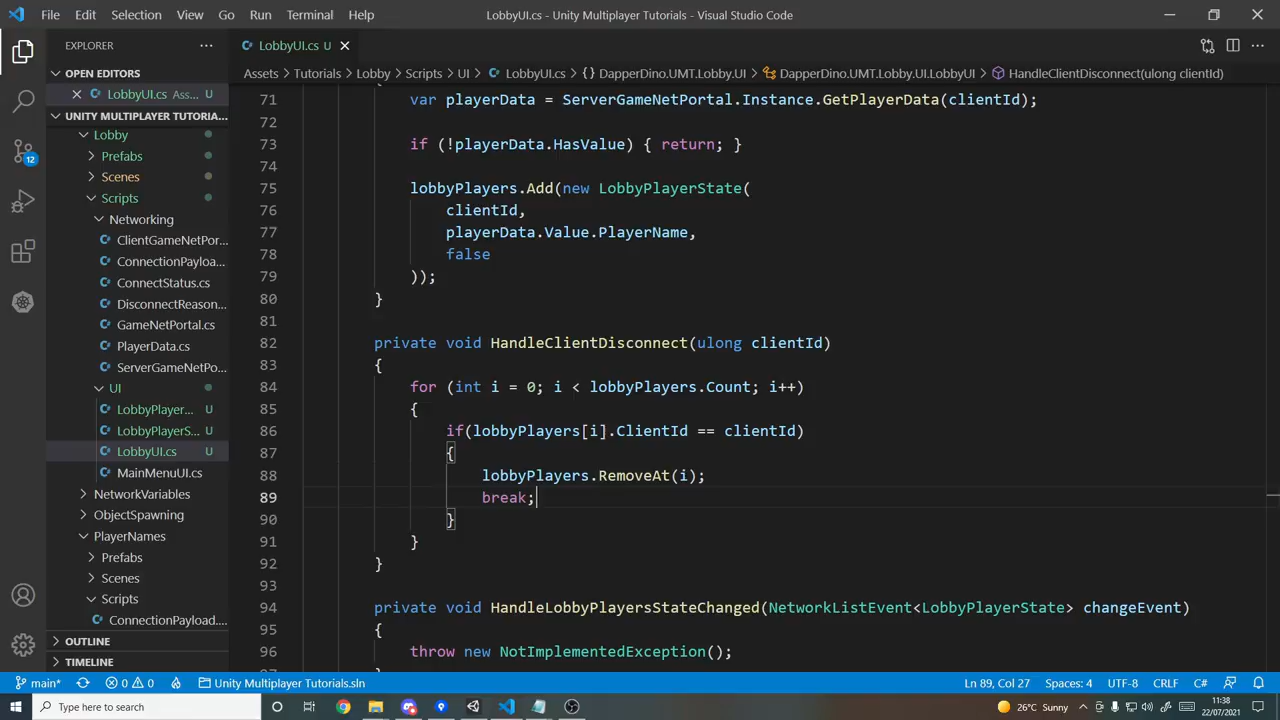 File Edit Selection View Go Run Terminal Help LobbyUI.cs - Unity Multiplayer Tutorials - Visual Studio Code
EXPLORER ··· LobbyUI.cs U
Assets > Tutorials > Lobby > Scripts > UI > LobbyUI.cs > {} DapperDino.UMT.Lobby.UI > DapperDino.UMT.Lobby.UI.LobbyUI > HandleClientDisconnect(ulong clientId)
OPEN EDITORS
LobbyUI.cs Ass... U
UNITY MULTIPLAYER TUTORIA...
Lobby
Prefabs
Scenes
Scripts
Networking
ClientGameNetPor...
ConnectionPayloa...
ConnectStatus.cs
DisconnectReason...
GameNetPortal.cs
PlayerData.cs
ServerGameNetPo...
UI
LobbyPlayer... U
LobbyPlayerS... U
LobbyUI.cs U
MainMenuUI.cs
NetworkVariables
ObjectSpawning
PlayerNames
Prefabs
Scenes
Scripts
ConnectionPayload....
OUTLINE
TIMELINE
12
{
71 var playerData = ServerGameNetPortal.Instance.GetPlayerData(clientId);
72
73 if (!playerData.HasValue) { return; }
74
75 lobbyPlayers.Add(new LobbyPlayerState(
76 clientId,
77 playerData.Value.PlayerName,
78 false
79 ));
80 }
81
82 private void HandleClientDisconnect(ulong clientId)
83 {
84 for (int i = 0; i < lobbyPlayers.Count; i++)
85 {
86 if(lobbyPlayers[i].ClientId == clientId)
87 {
88 lobbyPlayers.RemoveAt(i);
89 break;
90 }
91 }
92 }
93
94 private void HandleLobbyPlayersStateChanged(NetworkListEvent<LobbyPlayerState> changeEvent)
95 {
96 throw new NotImplementedException();
main* 0 0 Unity Multiplayer Tutorials.sln Ln 89, Col 27 Spaces: 4 UTF-8 CRLF C#
Type here to search 26°C Sunny 11:38
22/07/2021